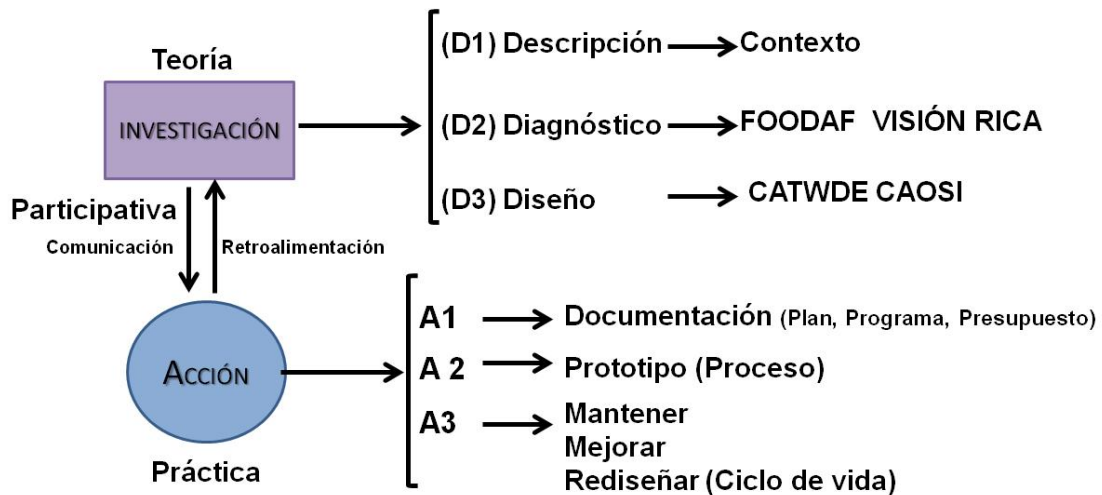 Teoría
INVESTIGACIÓN
(D1) Descripción Contexto
(D2) Diagnóstico FOODAF VISIÓN RICA
(D3) Diseño CATWDE CAOSI
Participativa
Comunicación Retroalimentación
ACCIÓN
Práctica
A1 Documentación (Plan, Programa, Presupuesto)
A 2 Prototipo (Proceso)
A3 Mantener
Mejorar
Rediseñar (Ciclo de vida)